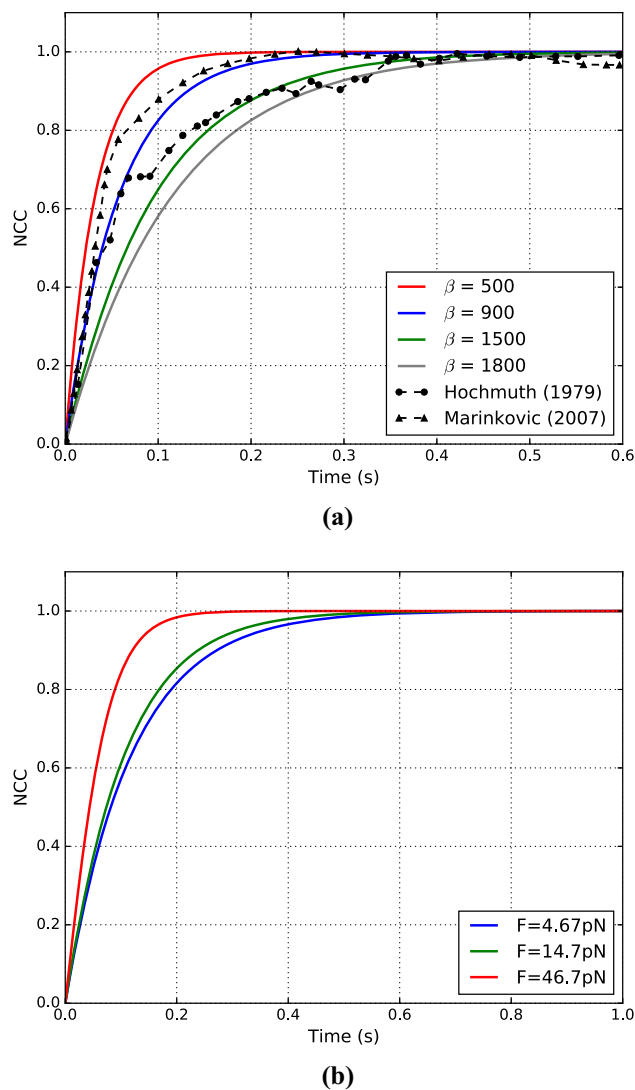 1.0
0.8
0.6
0.4
0.2
0.0
NCC
0.0 0.1 0.2 0.3 0.4 0.5 0.6
Time (s)
β = 500
β = 900
β = 1500
β = 1800
Hochmuth (1979)
Marinkovic (2007)
(a)
1.0
0.8
0.6
0.4
0.2
0.0
NCC
0.0 0.2 0.4 0.6 0.8 1.0
Time (s)
F=4.67pN
F=14.7pN
F=46.7pN
(b)